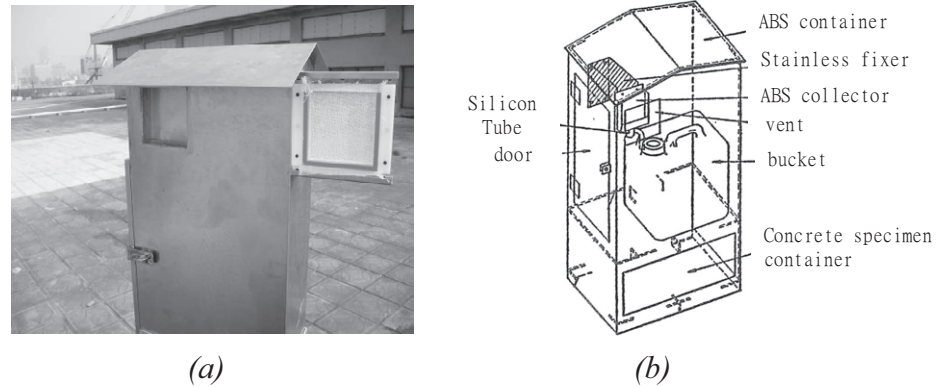 ABS container
Stainless fixer
Silicon
Tube
door
ABS collector
vent
bucket
Concrete specimen
container
(a)
(b)